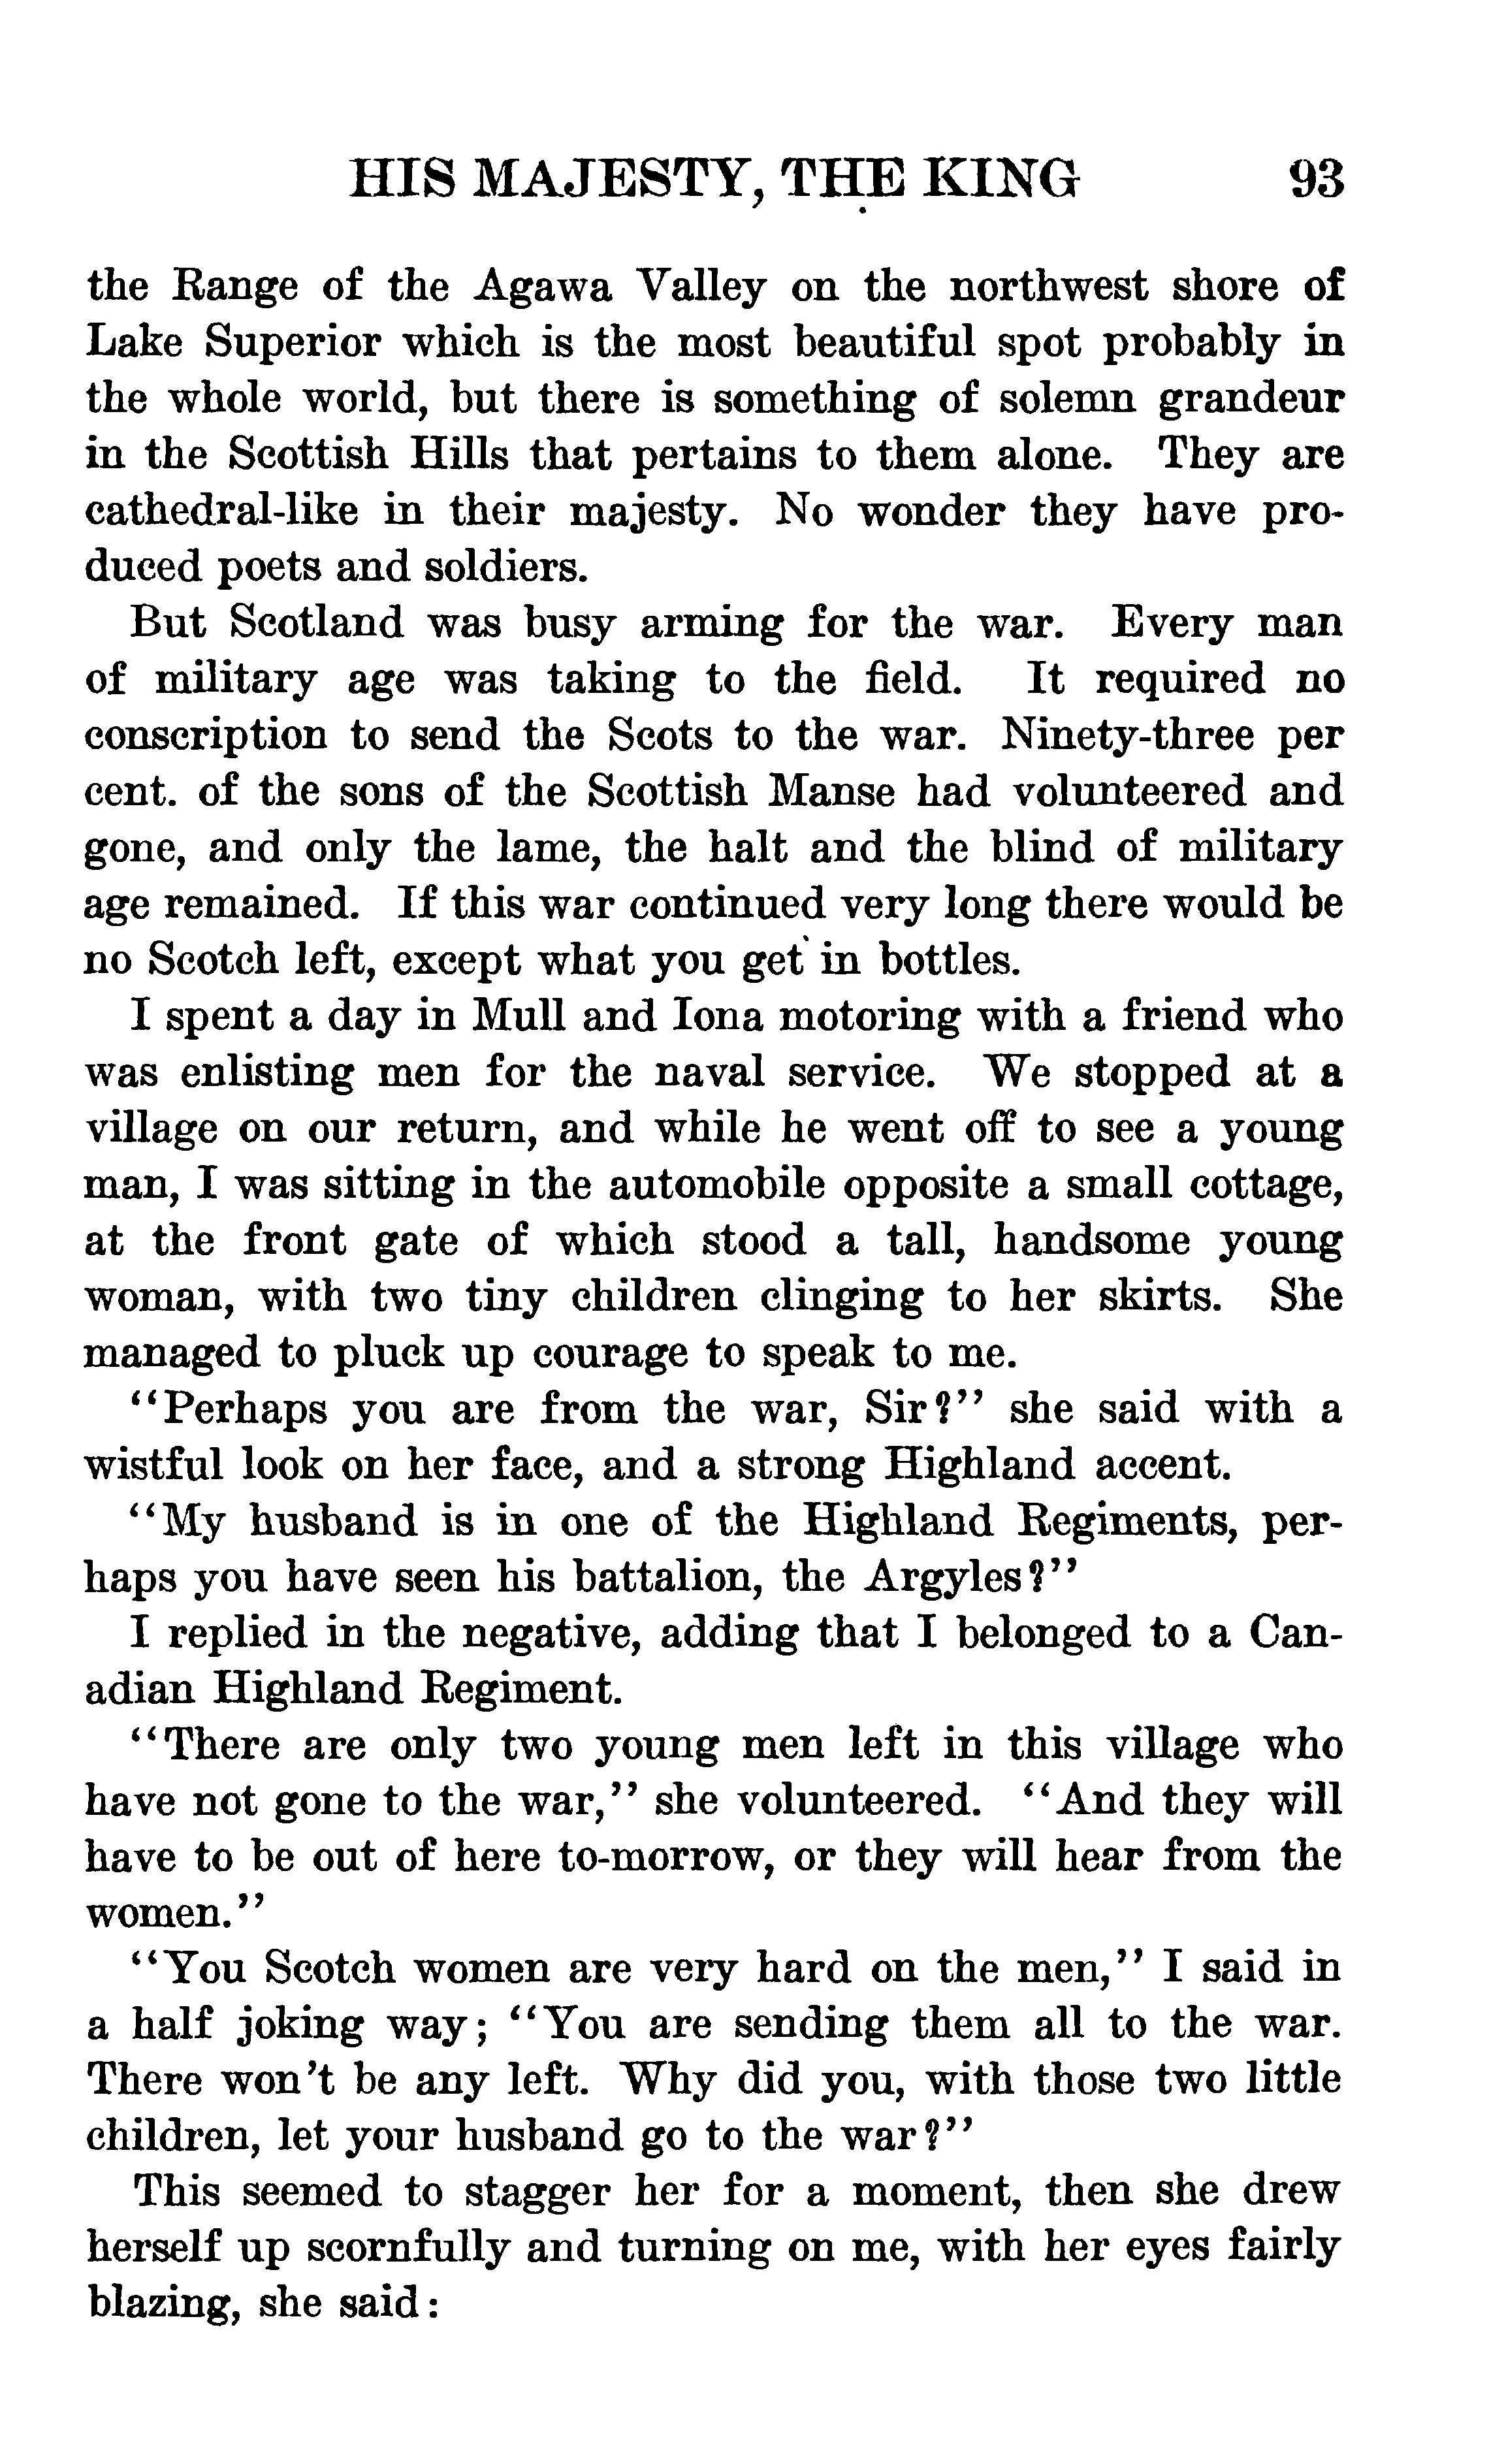 HIS MAJESTY, THE KING 93
the Range of the Agawa Valley on the northwest shore of
Lake Superior which is the most beautiful spot probably in
the whole world, but there is something of solemn grandeur
in the Scottish Hills that pertains to them alone. They are
cathedral-like in their majesty. No wonder they have pro-
duced poets and soldiers.
But Scotland was busy arming for the war. Every man
of military age was taking to the field. It required no
conscription to send the Scots to the war. Ninety-three per
cent. of the sons of the Scottish Manse had volunteered and
gone, and only the lame, the halt and the blind of military
age remained. If this war continued very long there would be
no Scotch left, except what you get in bottles.
I spent a day in Mull and Iona motoring with a friend who
was enlisting men for the naval service. We stopped at a
village on our return, and while he went off to see a young
man, I was sitting in the automobile opposite a small cottage,
at the front gate of which stood a tall, handsome young
woman, with two tiny children clinging to her skirts. She
managed to pluck up courage to speak to me.
"Perhaps you are from the war, Sir?" she said with a
wistful look on her face, and a strong Highland accent.
"My husband is in one of the Highland Regiments, per-
haps you have seen his battalion, the Argyles?"
I replied in the negative, adding that I belonged to a Can-
adian Highland Regiment.
"There are only two young men left in this village who
have not gone to the war," she volunteered. "And they will
have to be out of here to-morrow, or they will hear from the
women."
"You Scotch women are very hard on the men," I said in
a half joking way; "You are sending them all to the war.
There won't be any left. Why did you, with those two little
children, let your husband go to the war?"
This seemed to stagger her for a moment, then she drew
herself up scornfully and turning on me, with her eyes fairly
blazing, she said: